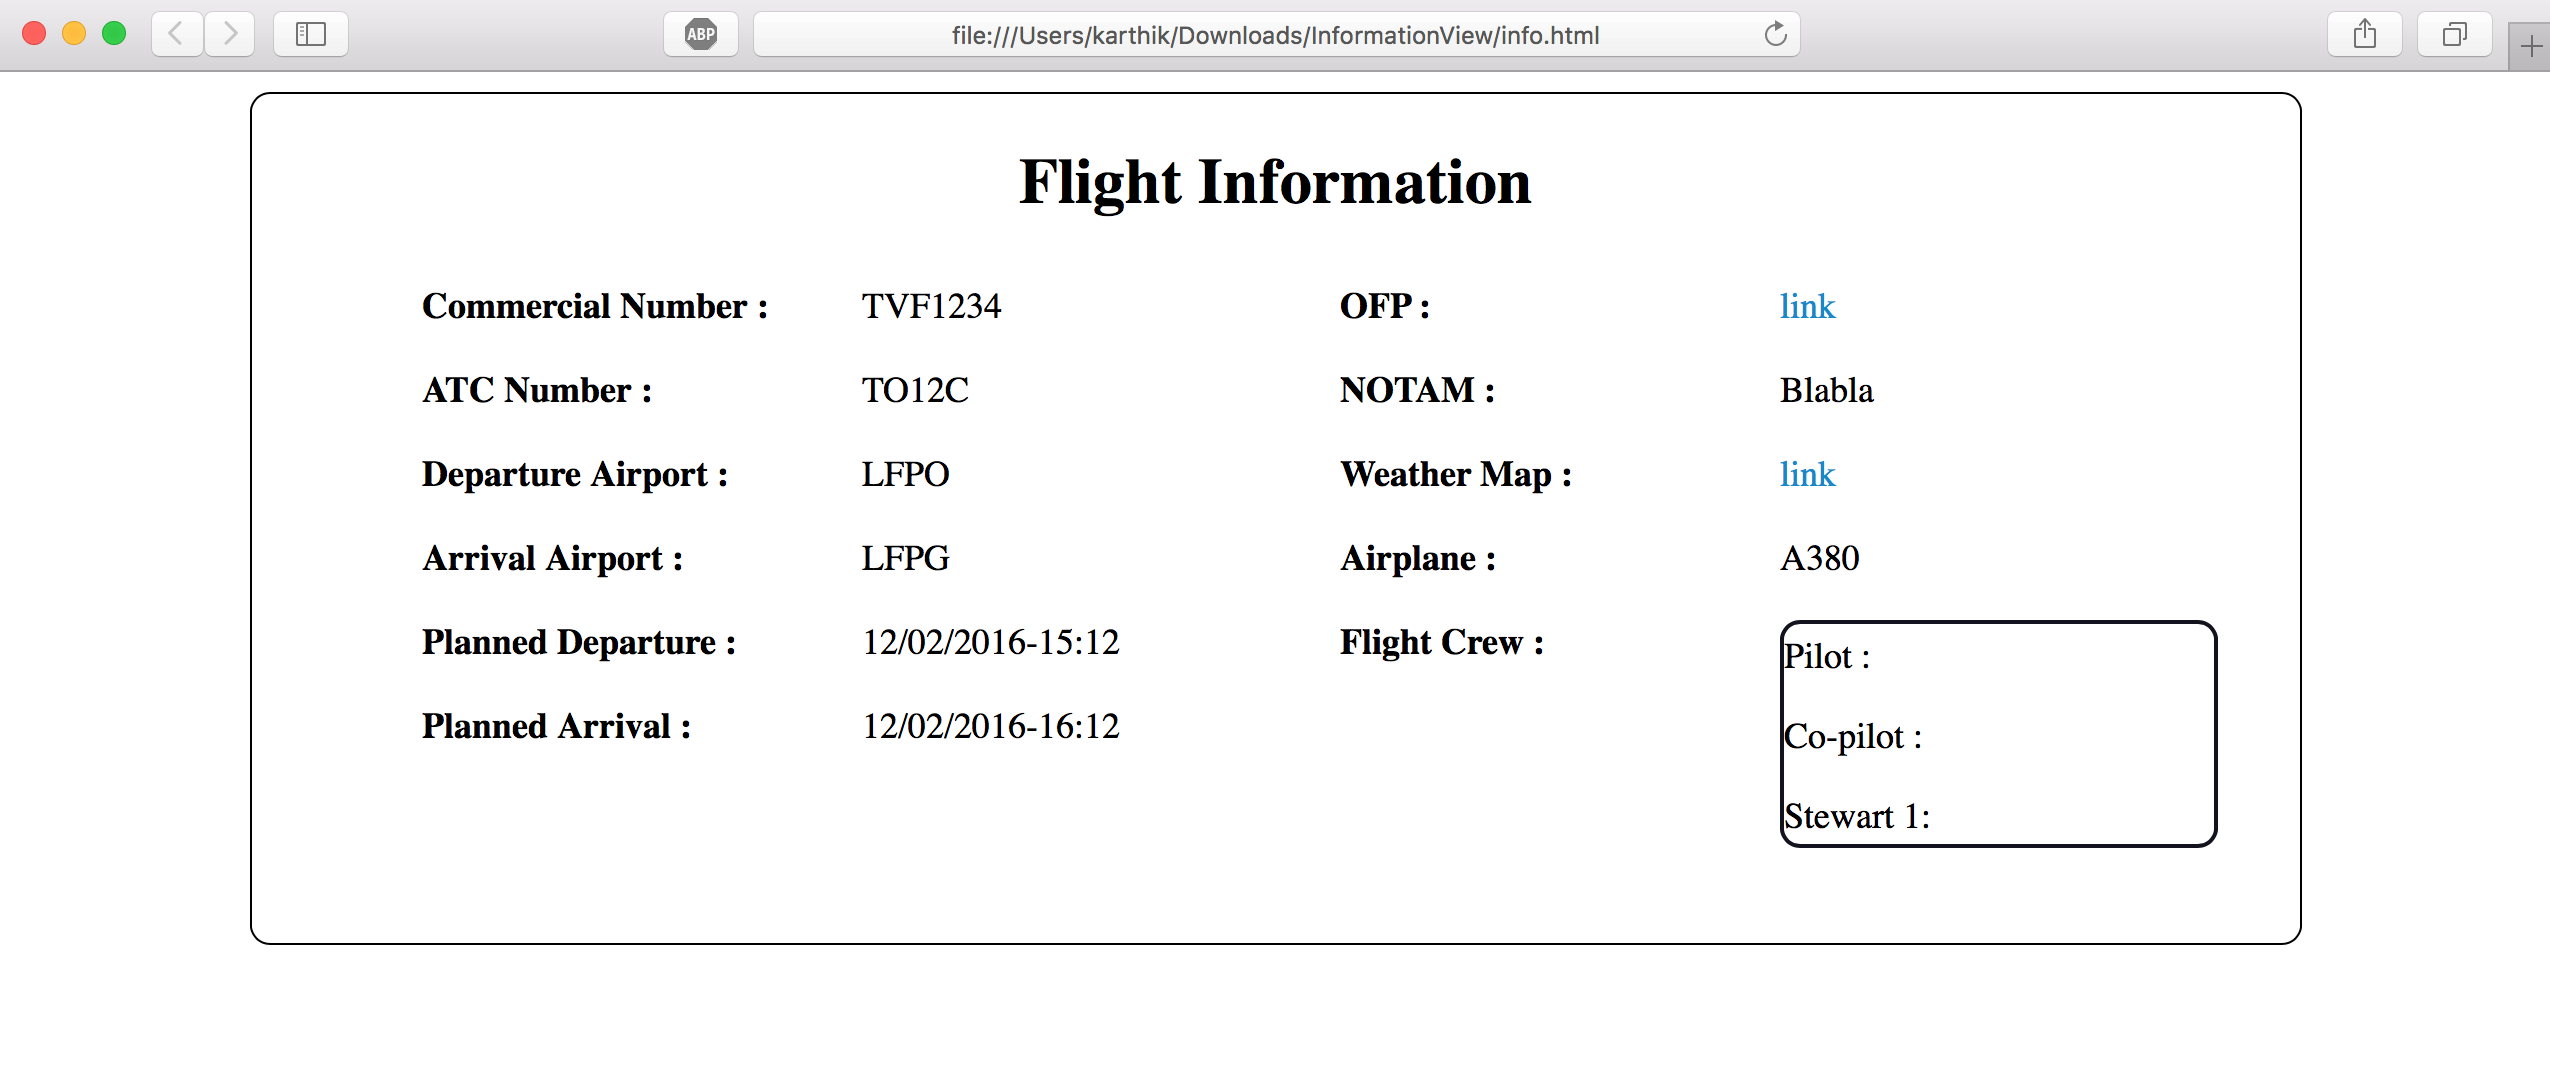 ABP
file:///Users/karthik/Downloads/InformationView/info.html
Flight Information
Commercial Number : TVF1234 OFP : link
ATC Number : TO12C NOTAM : Blabla
Departure Airport : LFPO Weather Map : link
Arrival Airport : LFPG Airplane : A380
Planned Departure : 12/02/2016-15:12 Flight Crew : Pilot :
Planned Arrival : 12/02/2016-16:12 Co-pilot :
Stewart 1: